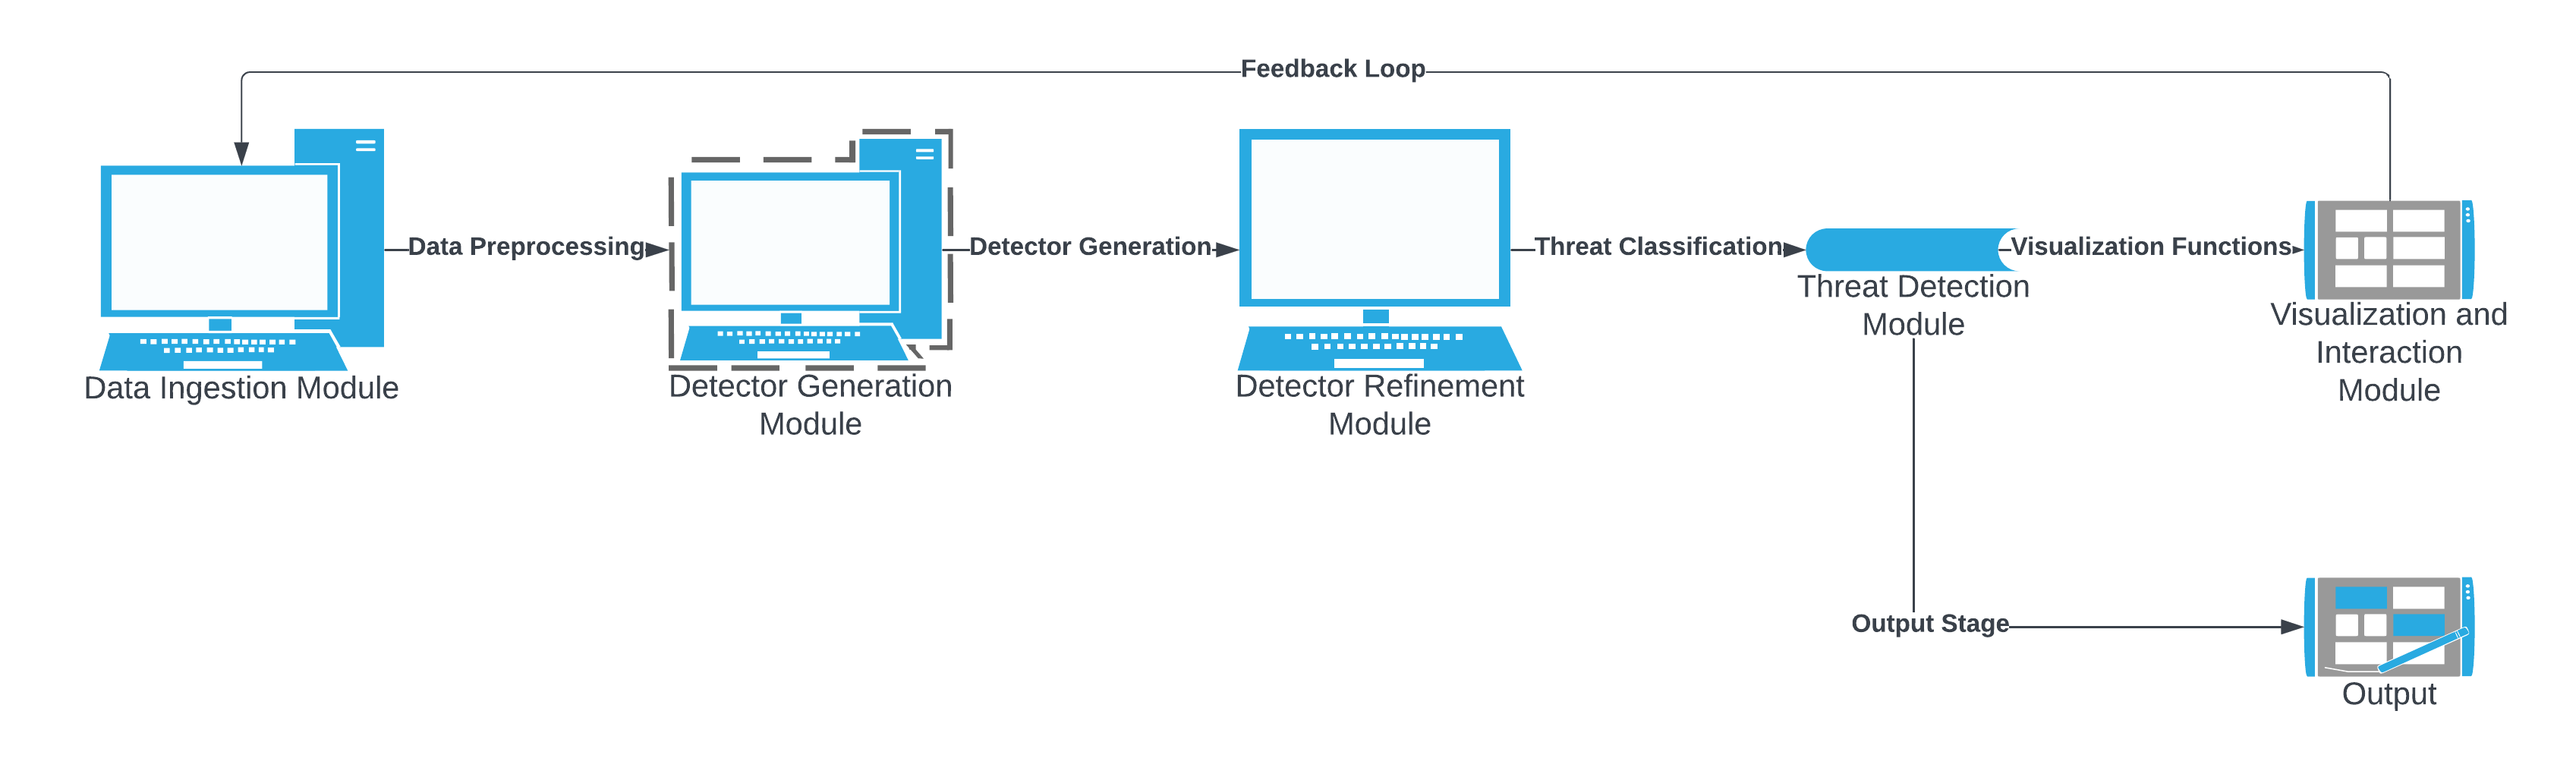 Feedback Loop
Data Preprocessing
Detector Generation
Threat Classification
Visualization Functions
Data Ingestion Module
Detector Generation
Module
Detector Refinement
Module
Threat Detection
Module
Visualization and
Interaction
Module
Output Stage
Output